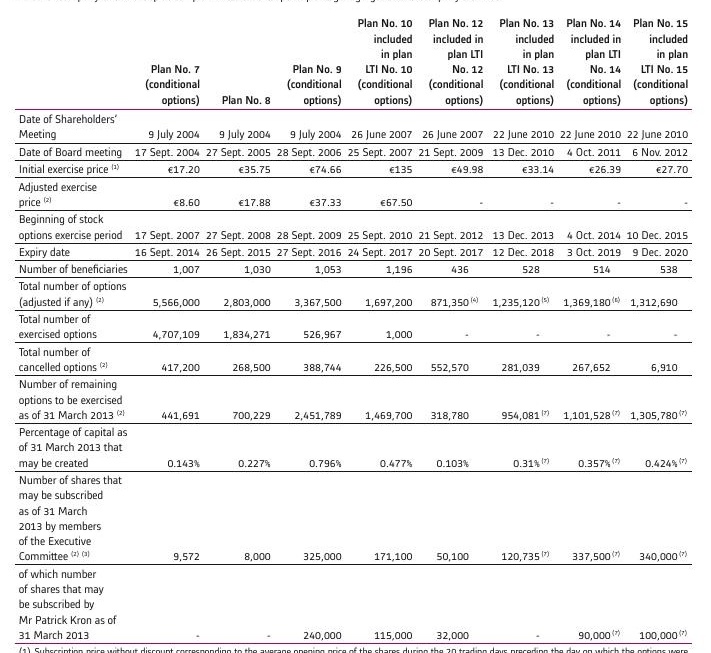 Plan No. 10 Plan No. 12 Plan No. 13 Plan No. 14 Plan No. 15
included included in included included in included
in plan plan LTI in plan plan LTI in plan
Plan No. 7 Plan No. 9 LTI No. 10 No. 12 LTI No. 13 No. 14 LTI No. 15
(conditional (conditional (conditional (conditional (conditional (conditional (conditional
options) Plan No. 8 options) options) options) options) options) options)
Date of Shareholders'
Meeting 9 July 2004 9 July 2004 9 July 2004 26 June 2007 26 June 2007 22 June 2010 22 June 2010 22 June 2010
Date of Board meeting 17 Sept. 2004 27 Sept. 2005 28 Sept. 2006 25 Sept. 2007 21 Sept. 2009 13 Dec. 2010 4 Oct. 2011 6 Nov. 2012
Initial exercise price (1) €17.20 €35.75 €74.66 €135 €49.98 €33.14 €26.39 €27.70
Adjusted exercise
price (2) €8.60 €17.88 €37.33 €67.50 - - - -
Beginning of stock
options exercise period 17 Sept. 2007 27 Sept. 2008 28 Sept. 2009 25 Sept. 2010 21 Sept. 2012 13 Dec. 2013 4 Oct. 2014 10 Dec. 2015
Expiry date 16 Sept. 2014 26 Sept. 2015 27 Sept. 2016 24 Sept. 2017 20 Sept. 2017 12 Dec. 2018 3 Oct. 2019 9 Dec. 2020
Number of beneficiaries 1,007 1,030 1,053 1,196 436 528 514 538
Total number of options
(adjusted if any) (2) 5,566,000 2,803,000 3,367,500 1,697,200 871,350 (4) 1,235,120 (5) 1,369,180 (6) 1,312,690
Total number of
exercised options 4,707,109 1,834,271 526,967 1,000 - - - -
Total number of
cancelled options (2) 417,200 268,500 388,744 226,500 552,570 281,039 267,652 6,910
Number of remaining
options to be exercised
as of 31 March 2013 (2) 441,691 700,229 2,451,789 1,469,700 318,780 954,081 (7) 1,101,528 (7) 1,305,780 (7)
Percentage of capital as
of 31 March 2013 that
may be created 0.143% 0.227% 0.796% 0.477% 0.103% 0.31% (7) 0.357% (7) 0.424% (7)
Number of shares that
may be subscribed
as of 31 March
2013 by members
of the Executive
Committee (2) (3) 9,572 8,000 325,000 171,100 50,100 120,735 (7) 337,500 (7) 340,000 (7)
of which number
of shares that may
be subscribed by
Mr Patrick Kron as of
31 March 2013 - - 240,000 115,000 32,000 - 90,000 (7) 100,000 (7)
(1) Subscription price without discount corresponding to the average opening price of the shares during the 20 trading days preceding the day on which the options were